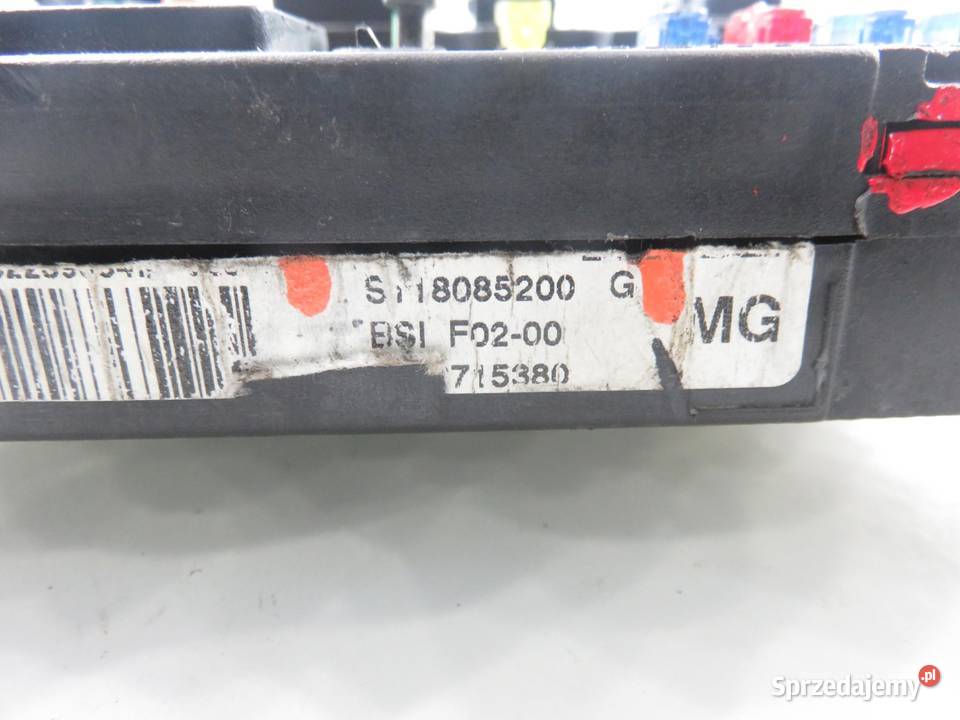 S118085200 G
BSI F02-00
MG
715380
Sprzedajemy.pl